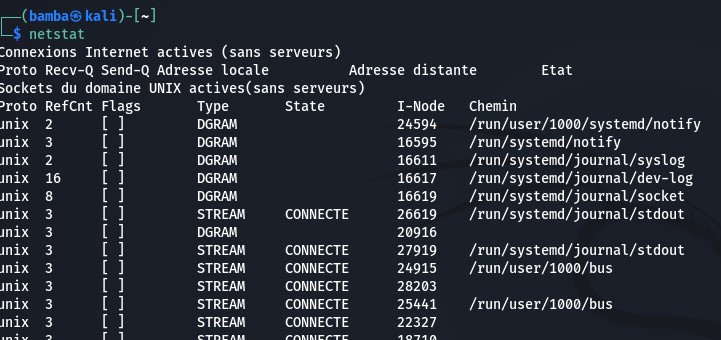 ┌──(bamba㉿kali)-[~]
└─$ netstat
Connexions Internet actives (sans serveurs)
Proto Recv-Q Send-Q Adresse locale          Adresse distante        Etat
Sockets du domaine UNIX actives(sans serveurs)
Proto RefCnt Flags       Type       State         I-Node   Chemin
unix  2      [ ]         DGRAM                    24594    /run/user/1000/systemd/notify
unix  3      [ ]         DGRAM                    16595    /run/systemd/notify
unix  2      [ ]         DGRAM                    16611    /run/systemd/journal/syslog
unix  16     [ ]         DGRAM                    16617    /run/systemd/journal/dev-log
unix  8      [ ]         DGRAM                    16619    /run/systemd/journal/socket
unix  3      [ ]         STREAM     CONNECTE      26619    /run/systemd/journal/stdout
unix  3      [ ]         DGRAM                    20916
unix  3      [ ]         STREAM     CONNECTE      27919    /run/systemd/journal/stdout
unix  3      [ ]         STREAM     CONNECTE      24915    /run/user/1000/bus
unix  3      [ ]         STREAM     CONNECTE      28203
unix  3      [ ]         STREAM     CONNECTE      25441    /run/user/1000/bus
unix  3      [ ]         STREAM     CONNECTE      22327
unix  3      [ ]         STREAM     CONNECTE      18710